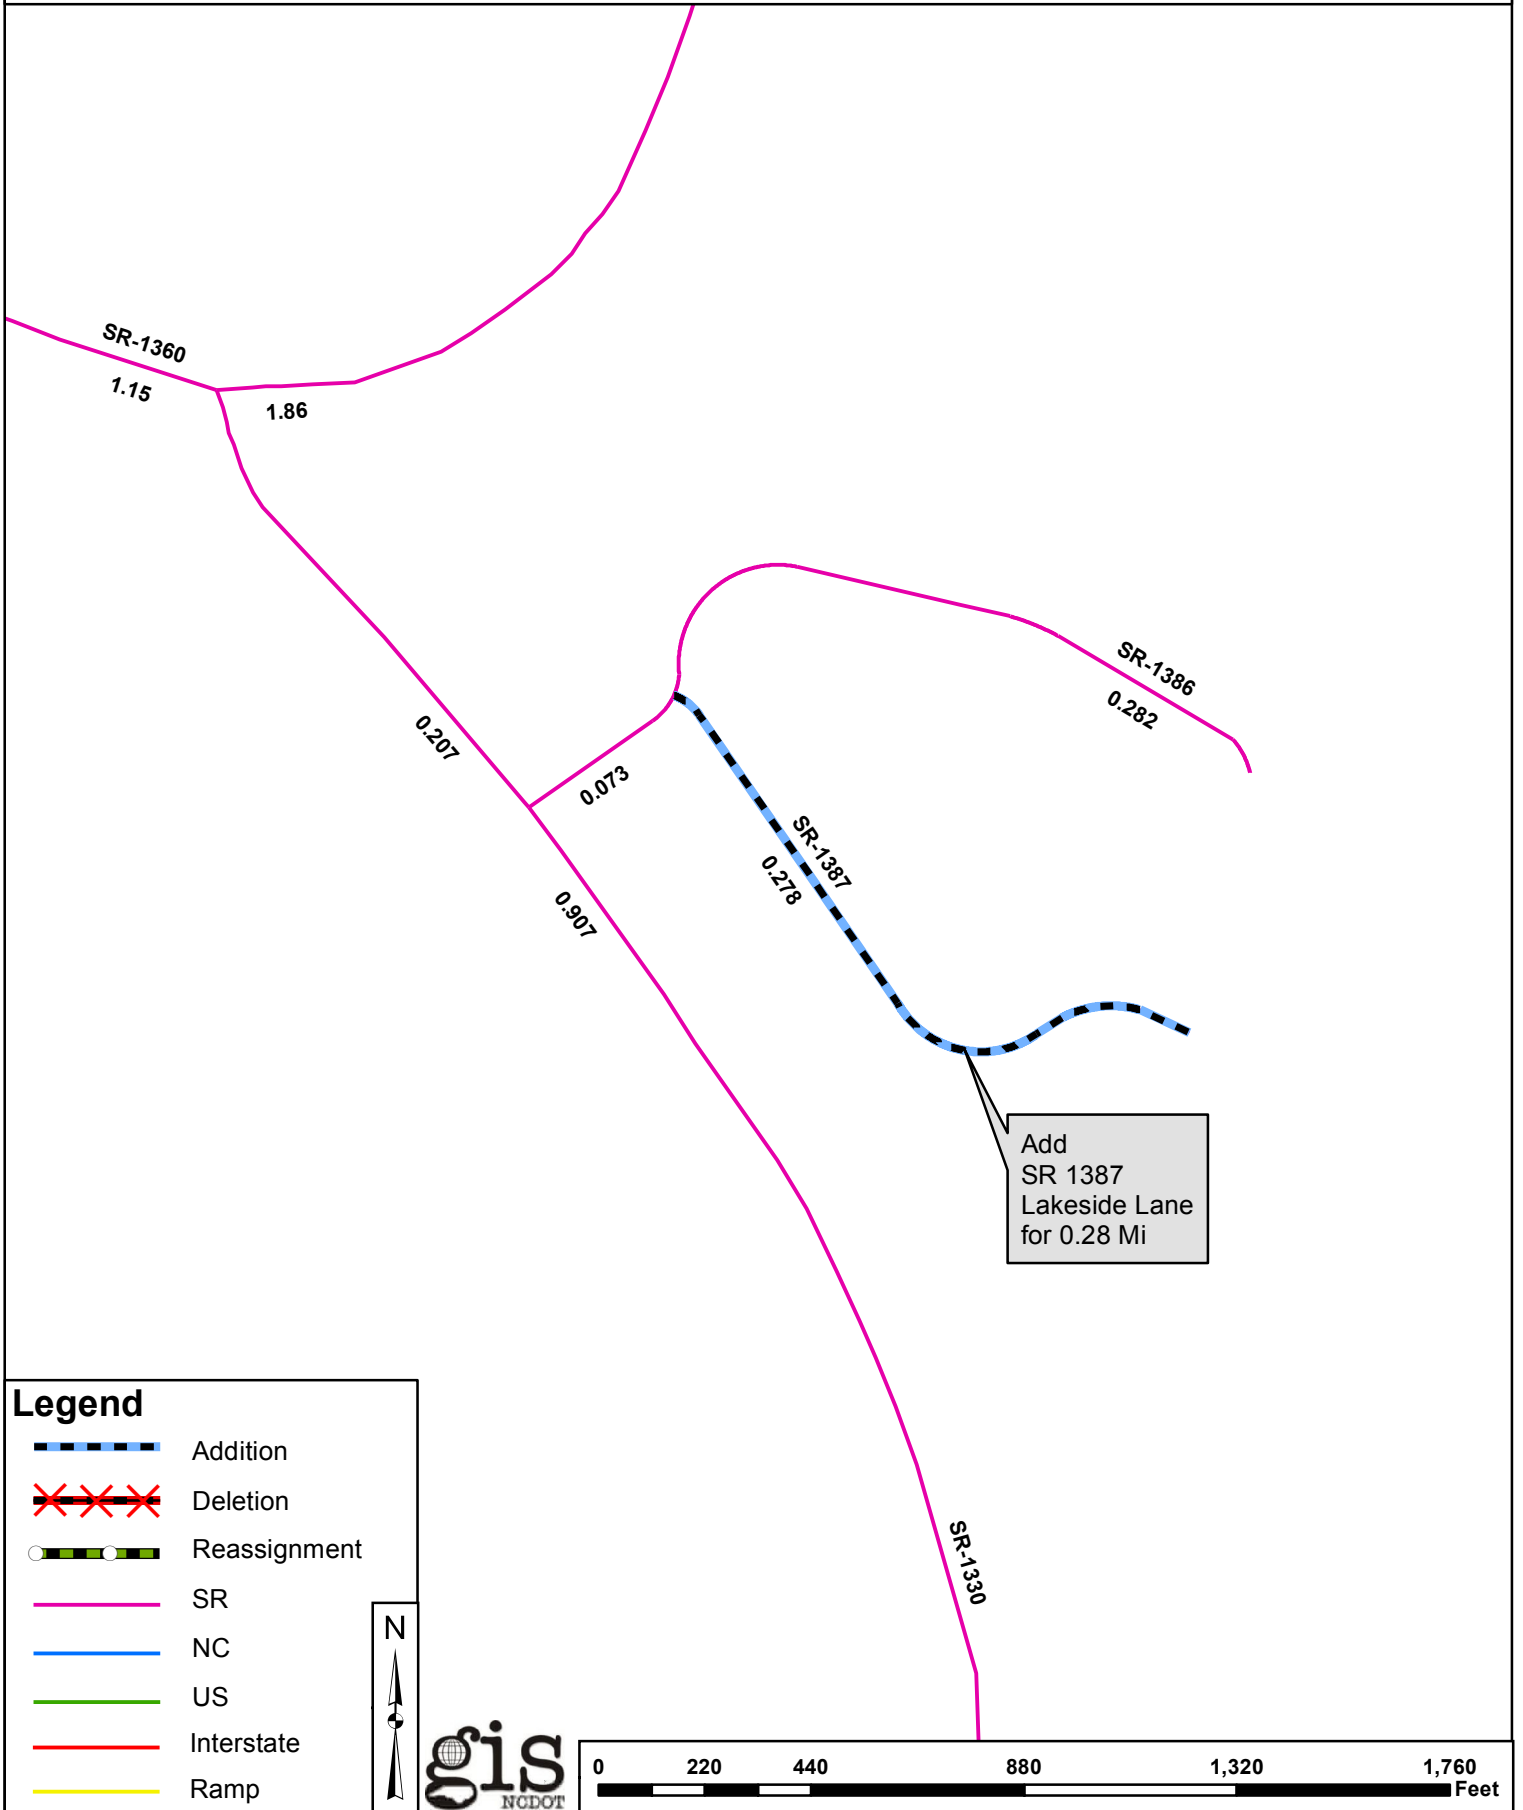 SR-1360
1.15
1.86
SR-1386
0.282
0.207
0.073
SR-1387
0.278
0.907
Add
SR 1387
Lakeside Lane
for 0.28 Mi
SR-1330
Legend
Addition
Deletion
Reassignment
SR
NC
US
Interstate
Ramp
N
gis
NCDOT
0 220 440 880 1,320 1,760
Feet